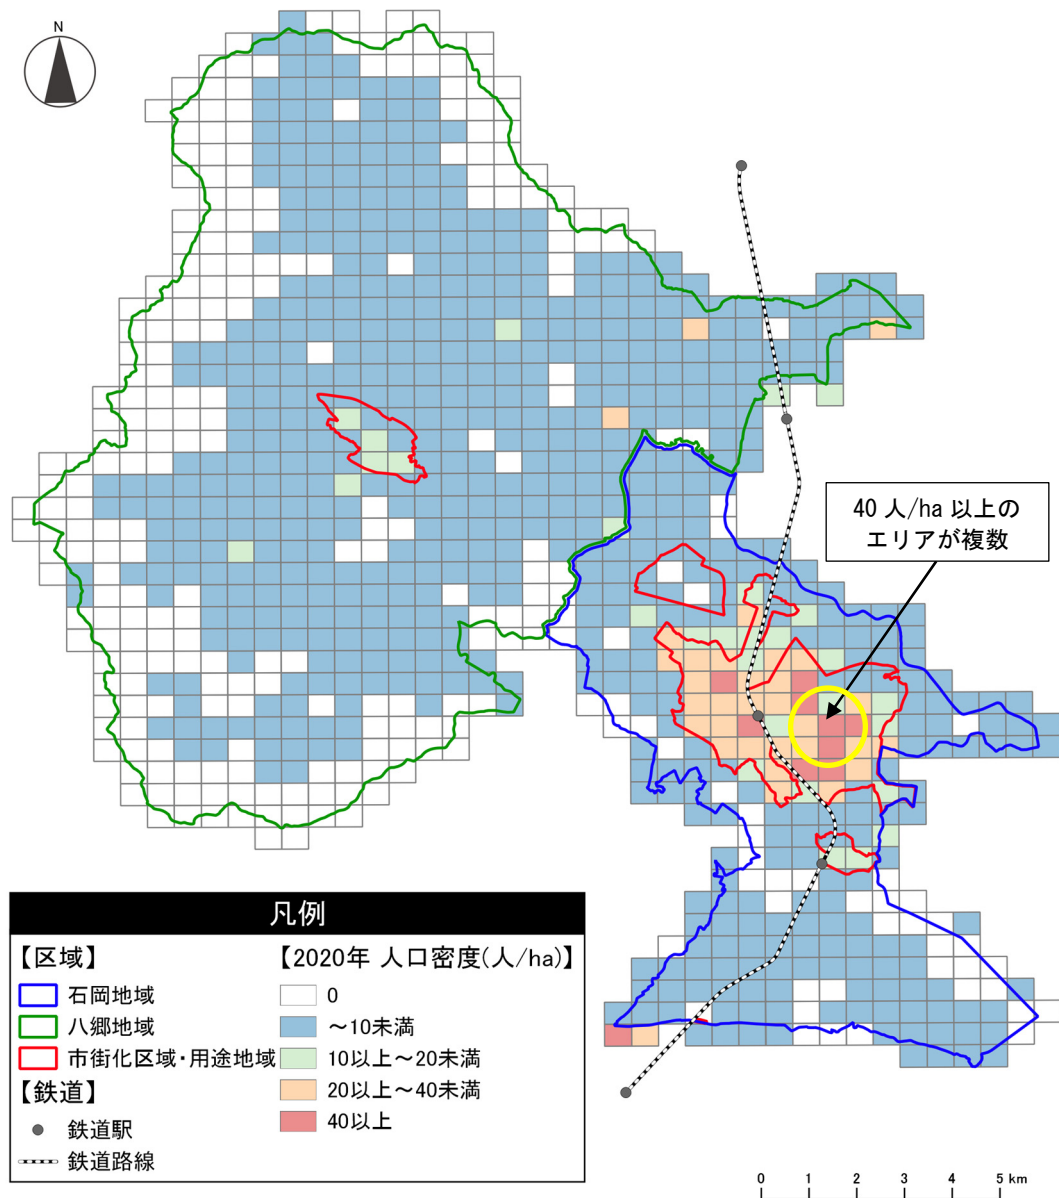 N
40 人/ha 以上の
エリアが複数
凡例
【区域】
石岡地域
八郷地域
市街化区域・用途地域
【鉄道】
鉄道駅
鉄道路線
【2020年 人口密度(人/ha)】
0
～10未満
10以上～20未満
20以上～40未満
40以上
0 1 2 3 4 5 km